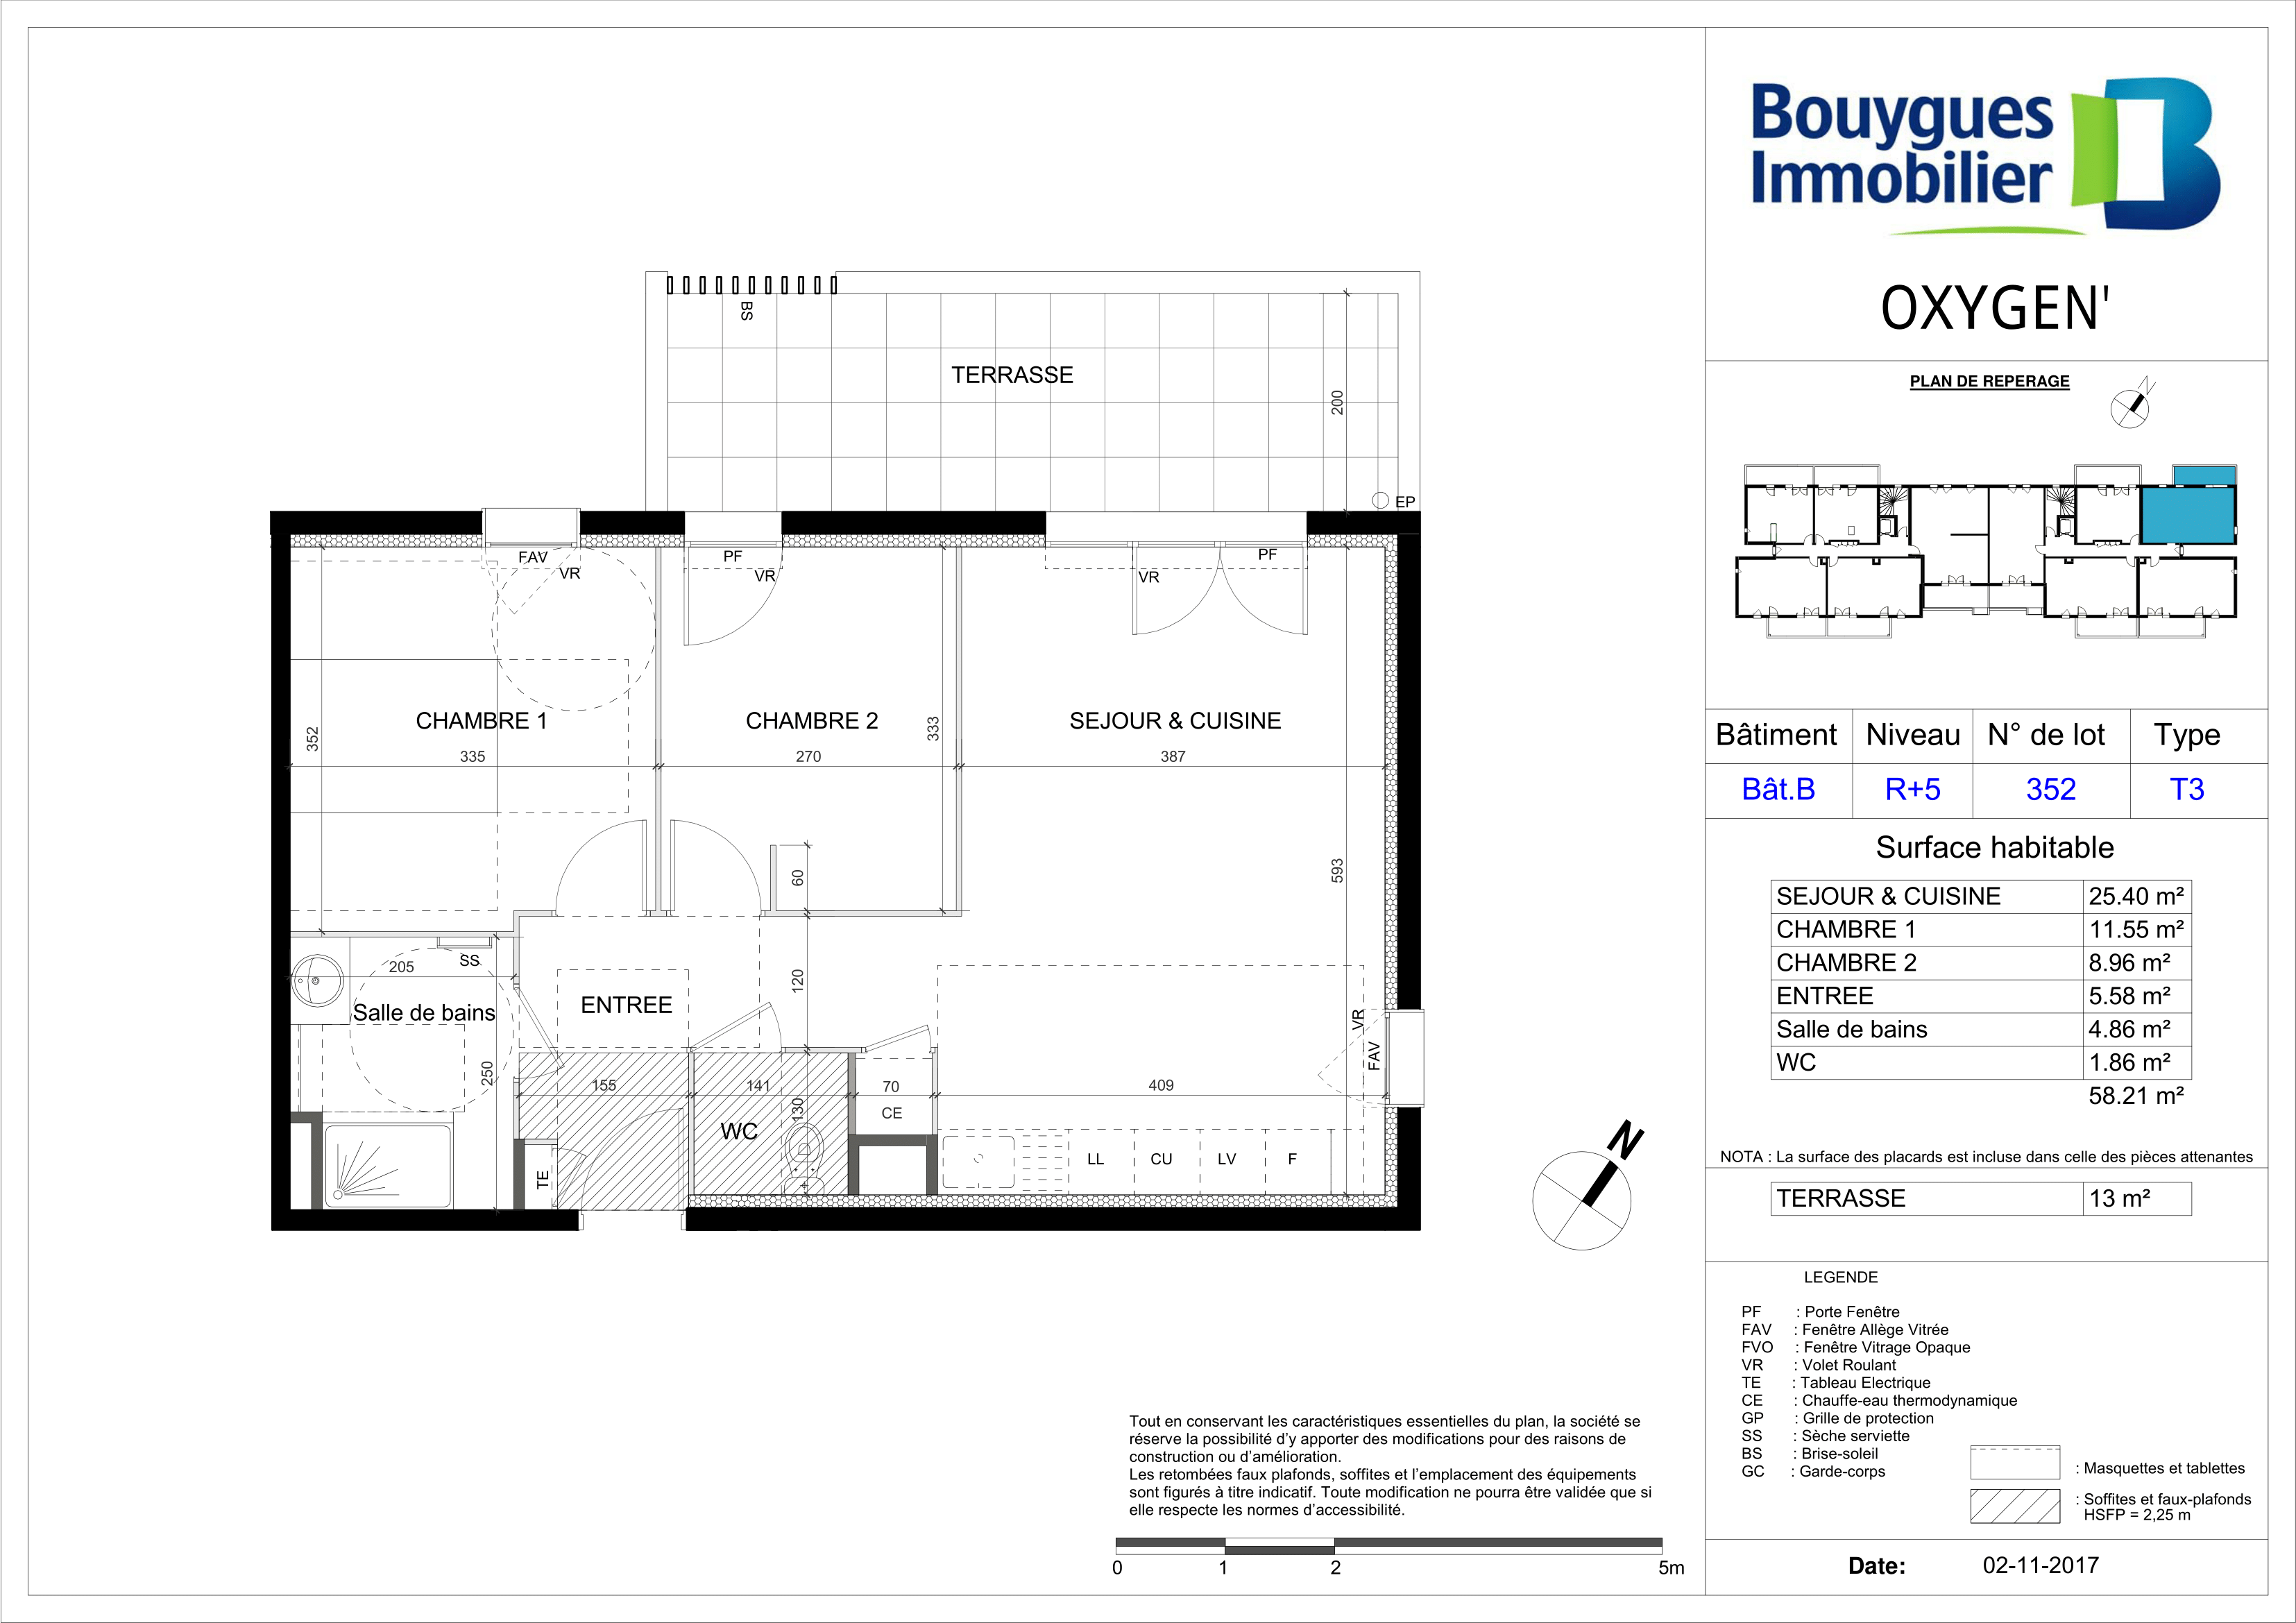 Bouygues
Immobilier
OXYGEN'
PLAN DE REPERAGE
N
Bâtiment Niveau N° de lot Type
Bât.B R+5 352 T3
Surface habitable
SEJOUR & CUISINE 25.40 m²
CHAMBRE 1 11.55 m²
CHAMBRE 2 8.96 m²
ENTREE 5.58 m²
Salle de bains 4.86 m²
WC 1.86 m²
58.21 m²
NOTA : La surface des placards est incluse dans celle des pièces attenantes
TERRASSE 13 m²
LEGENDE
PF : Porte Fenêtre
FAV : Fenêtre Allège Vitrée
FVO : Fenêtre Vitrage Opaque
VR : Volet Roulant
TE : Tableau Electrique
CE : Chauffe-eau thermodynamique
GP : Grille de protection
SS : Sèche serviette
BS : Brise-soleil
GC : Garde-corps
: Masquettes et tablettes
: Soffites et faux-plafonds
HSFP = 2,25 m
Date: 02-11-2017
BS
TERRASSE
200
EP
FAV
VR
PF
VR
VR
PF
CHAMBRE 1
CHAMBRE 2
SEJOUR & CUISINE
352
335
270
333
387
60
593
205
SS
120
Salle de bains
ENTREE
VR
FAV
250
155
141
70
409
130
CE
WC
TE
LL
CU
LV
F
N
Tout en conservant les caractéristiques essentielles du plan, la société se
réserve la possibilité d'y apporter des modifications pour des raisons de
construction ou d'amélioration.
Les retombées faux plafonds, soffites et l'emplacement des équipements
sont figurés à titre indicatif. Toute modification ne pourra être validée que si
elle respecte les normes d'accessibilité.
0 1 2 5m